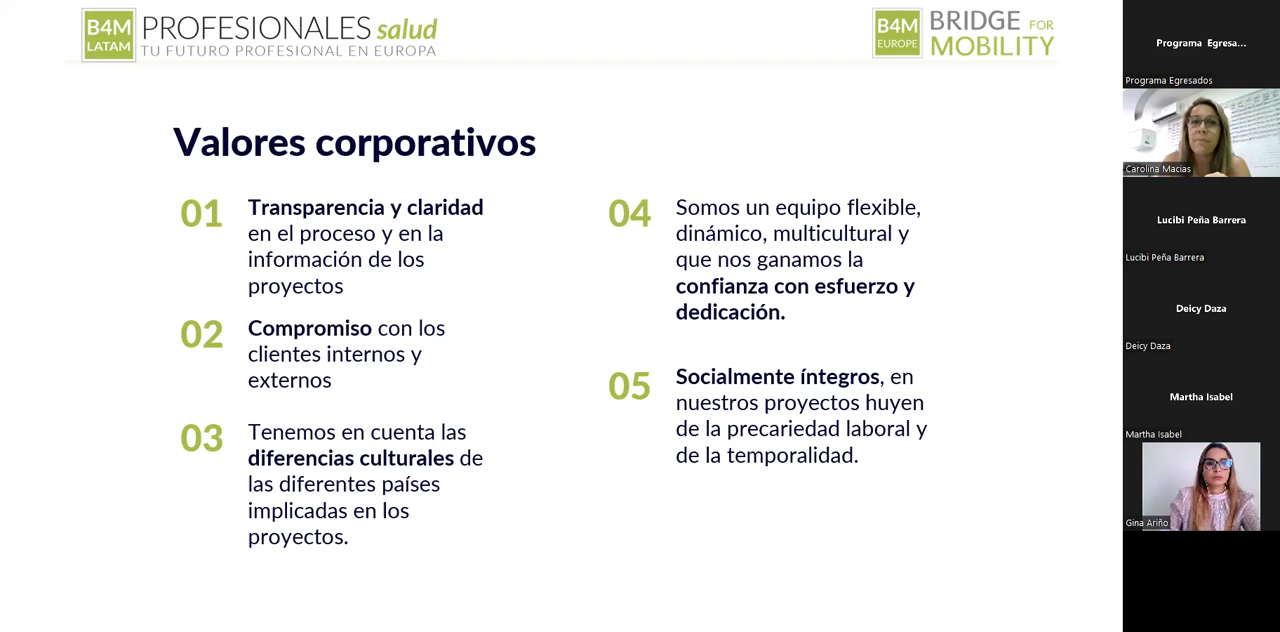 B4M
LATAM
PROFESIONALES salud
TU FUTURO PROFESIONAL EN EUROPA
B4M
EUROPE
BRIDGE FOR
MOBILITY
Valores corporativos
01
Transparencia y claridad
en el proceso y en la
información de los
proyectos
02
Compromiso con los
clientes internos y
externos
03
Tenemos en cuenta las
diferencias culturales de
las diferentes países
implicadas en los
proyectos.
04
Somos un equipo flexible,
dinámico, multicultural y
que nos ganamos la
confianza con esfuerzo y
dedicación.
05
Socialmente íntegros, en
nuestros proyectos huyen
de la precariedad laboral y
de la temporalidad.
Programa Egresa...
Programa Egresados
Carolina Macias
Lucibi Peña Barrera
Lucibi Peña Barrera
Deicy Daza
Deicy Daza
Martha Isabel
Martha Isabel
Gina Ariño